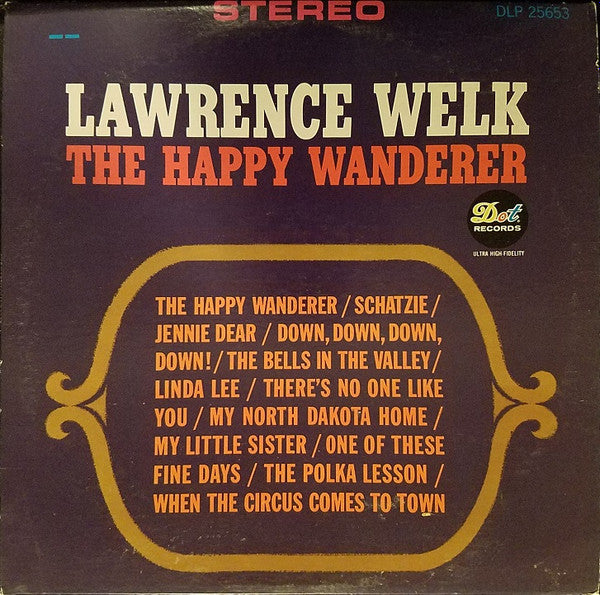 STEREO
DLP 25653
LAWRENCE WELK
THE HAPPY WANDERER
Dot
RECORDS
ULTRA HIGH FIDELITY
THE HAPPY WANDERER / SCHATZIE /
JENNIE DEAR / DOWN, DOWN, DOWN,
DOWN! / THE BELLS IN THE VALLEY /
LINDA LEE / THERE'S NO ONE LIKE
YOU / MY NORTH DAKOTA HOME /
MY LITTLE SISTER / ONE OF THESE
FINE DAYS / THE POLKA LESSON /
WHEN THE CIRCUS COMES TO TOWN